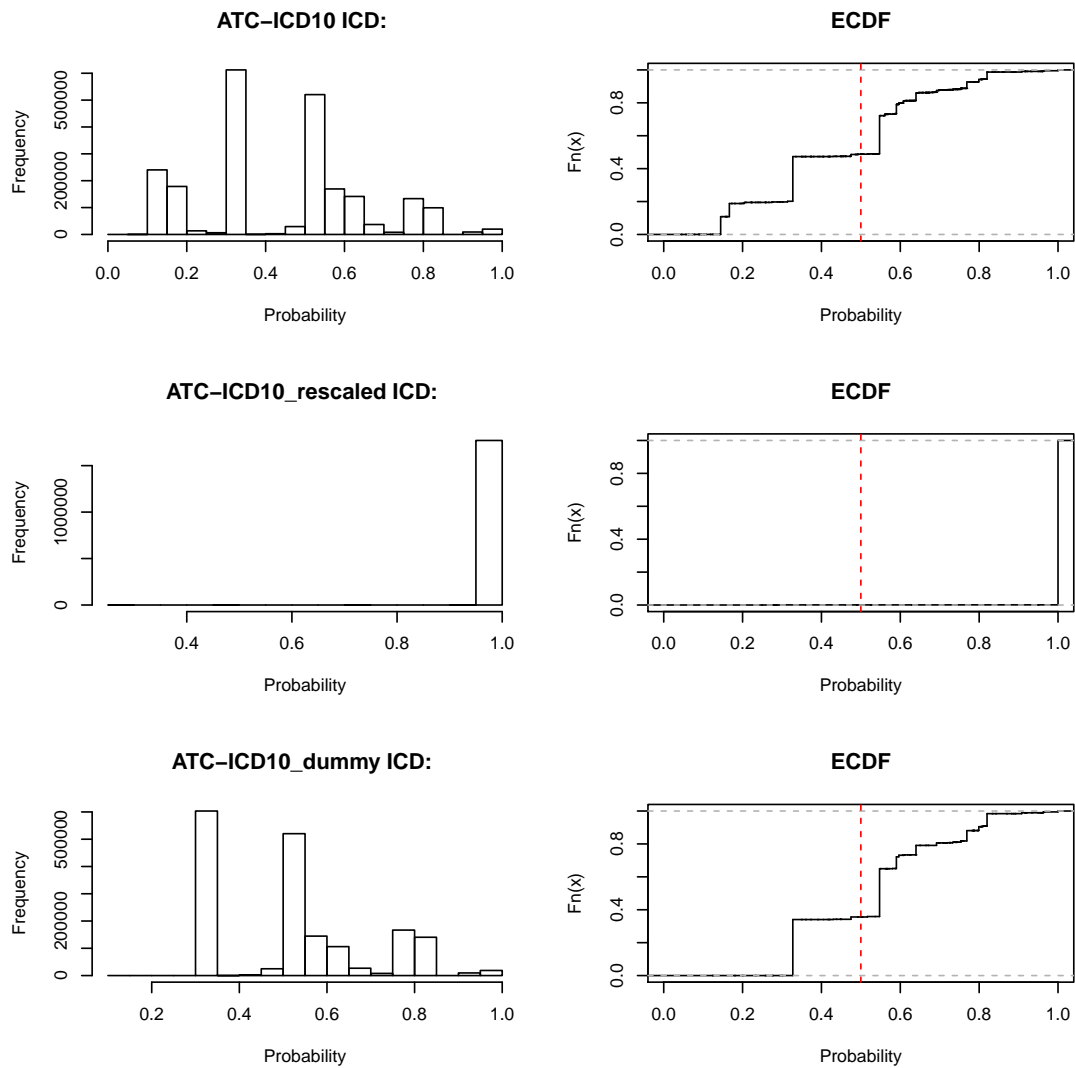 ATC−ICD10 ICD:
Frequency
0
200000
500000
0.0 0.2 0.4 0.6 0.8 1.0
Probability
ECDF
Fn(x)
0.0
0.4
0.8
0.0 0.2 0.4 0.6 0.8 1.0
Probability
ATC−ICD10_rescaled ICD:
Frequency
0
1000000
0.4 0.6 0.8 1.0
Probability
ECDF
Fn(x)
0.0
0.4
0.8
0.0 0.2 0.4 0.6 0.8 1.0
Probability
ATC−ICD10_dummy ICD:
Frequency
0
200000
500000
0.2 0.4 0.6 0.8 1.0
Probability
ECDF
Fn(x)
0.0
0.4
0.8
0.0 0.2 0.4 0.6 0.8 1.0
Probability